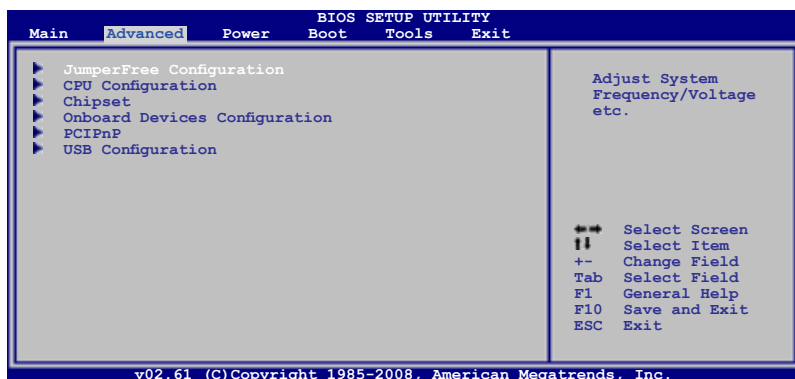 BIOS SETUP UTILITY
Main Advanced Power Boot Tools Exit
JumperFree Configuration
CPU Configuration
Chipset
Onboard Devices Configuration
PCIPnP
USB Configuration
Adjust System
Frequency/Voltage
etc.
Select Screen
Select Item
+- Change Field
Tab Select Field
F1 General Help
F10 Save and Exit
ESC Exit
v02.61 (C)Copyright 1985-2008, American Megatrends, Inc.